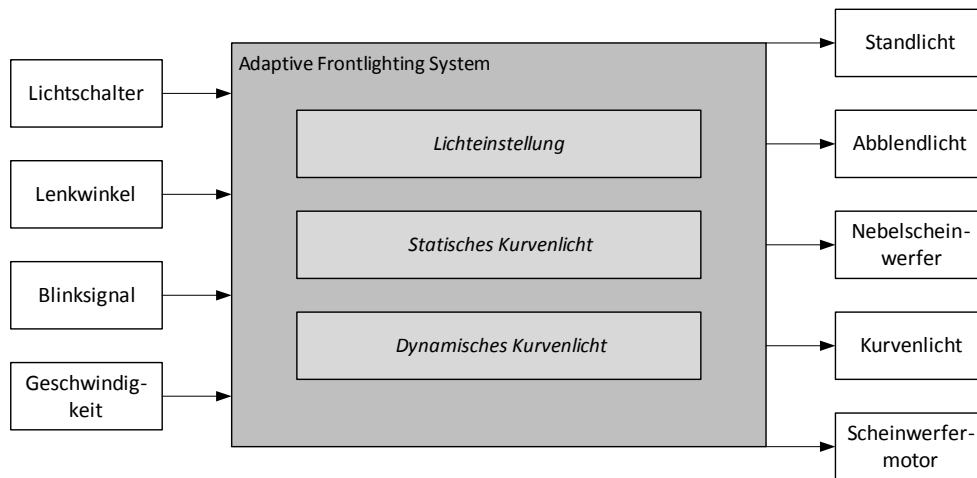 Adaptive Frontlighting System
Lichtschalter
Lenkwinkel
Blinksignal
Geschwindig-
keit
Lichteinstellung
Statisches Kurvenlicht
Dynamisches Kurvenlicht
Standlicht
Abblendlicht
Nebelschein-
werfer
Kurvenlicht
Scheinwerfer-
motor